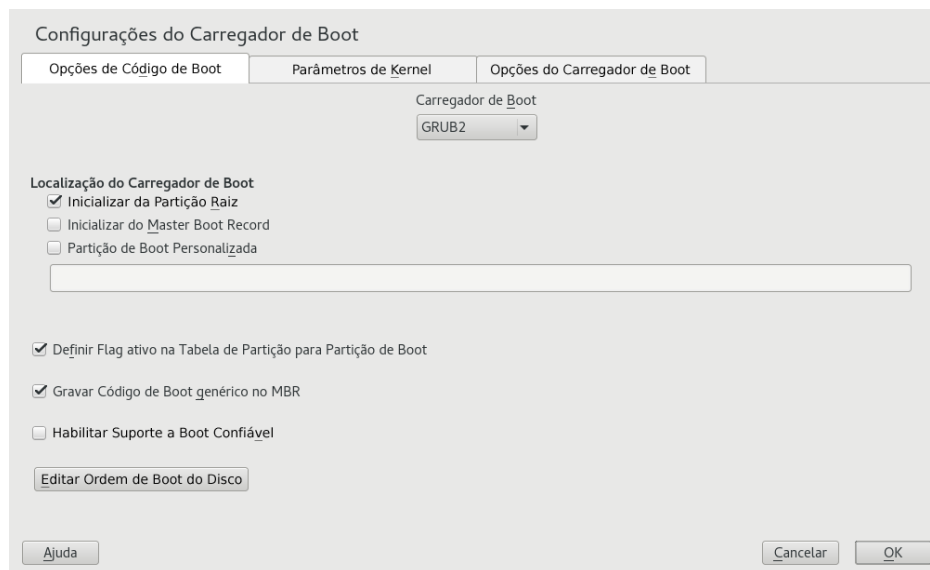 Configurações do Carregador de Boot
Opções de Código de Boot
Parâmetros de Kernel
Opções do Carregador de Boot
Carregador de Boot
GRUB2
Localização do Carregador de Boot
Inicializar da Partição Raiz
Inicializar do Master Boot Record
Partição de Boot Personalizada
Definir Flag ativo na Tabela de Partição para Partição de Boot
Gravar Código de Boot genérico no MBR
Habilitar Suporte a Boot Confiável
Editar Ordem de Boot do Disco
Ajuda
Cancelar
OK